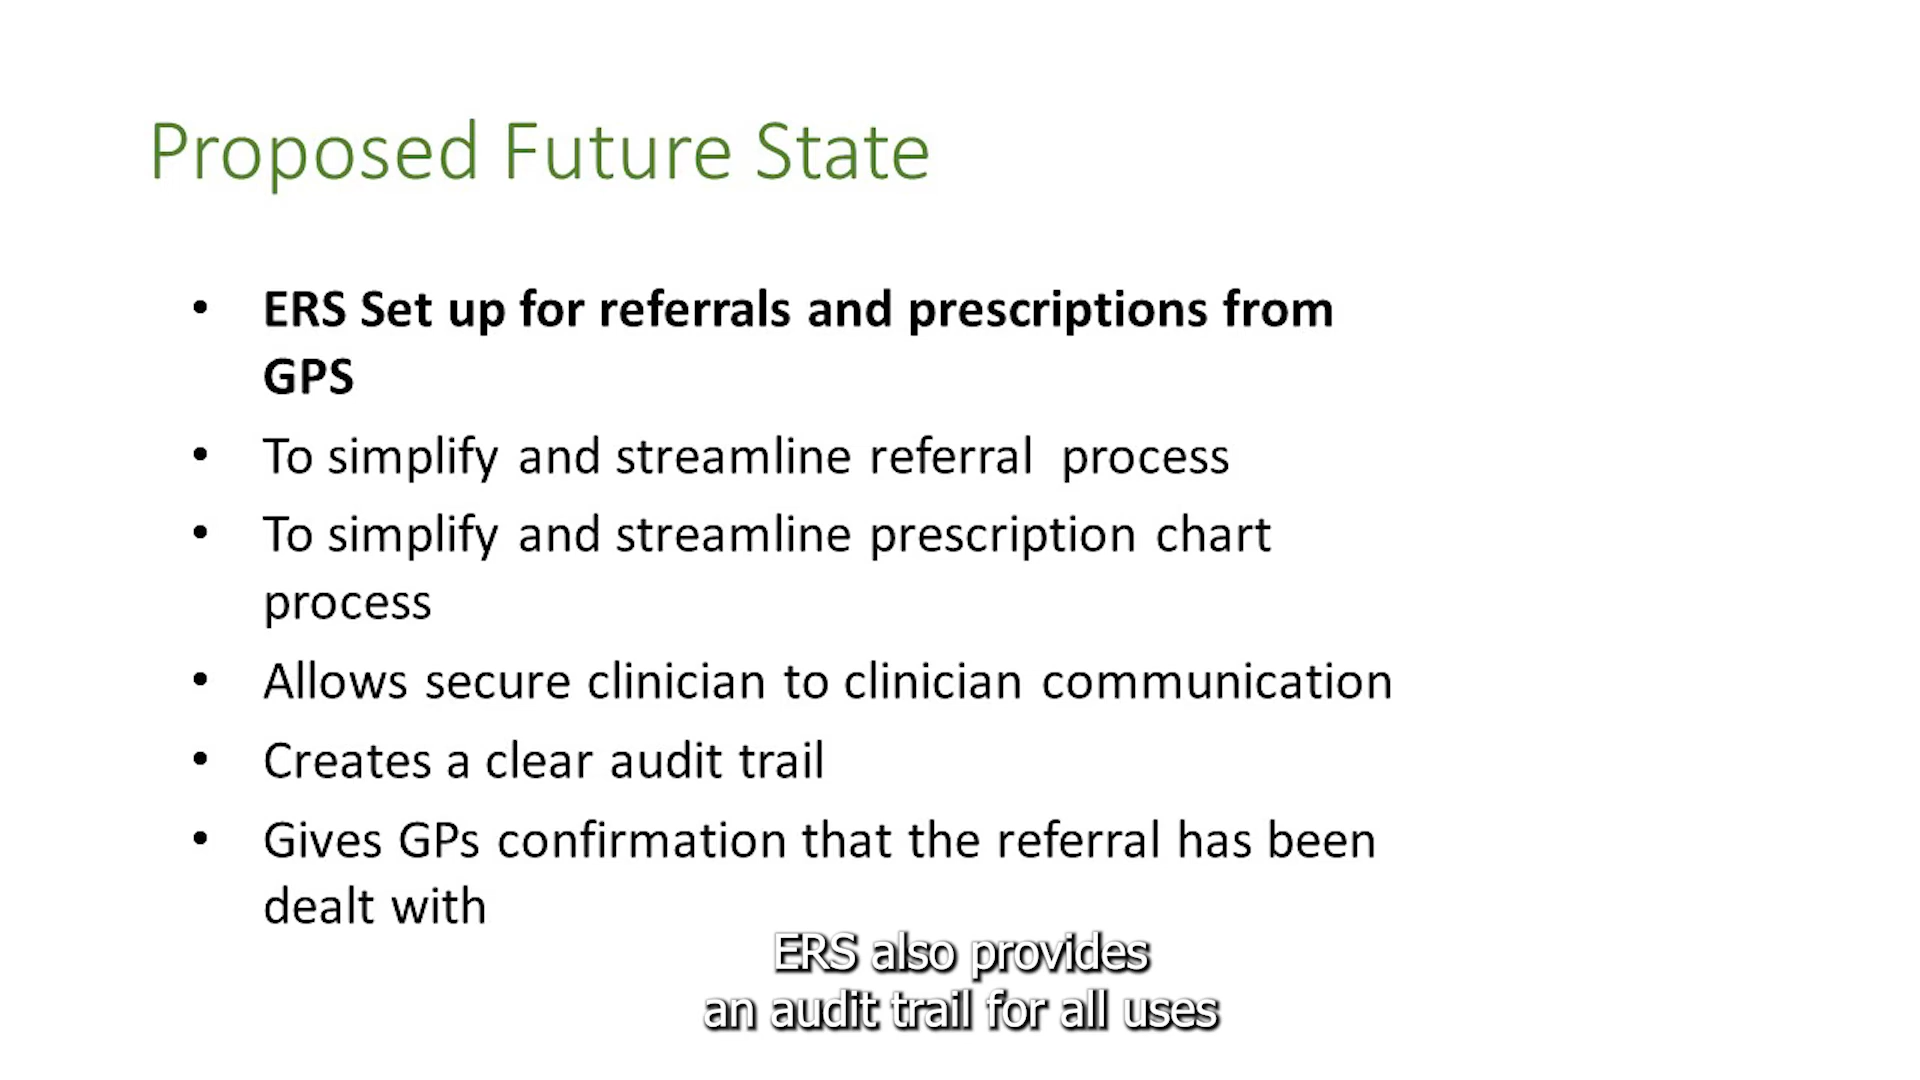 Proposed Future State
• ERS Set up for referrals and prescriptions from
GPS
• To simplify and streamline referral process
• To simplify and streamline prescription chart
process
• Allows secure clinician to clinician communication
• Creates a clear audit trail
• Gives GPs confirmation that the referral has been
dealt with
ERS also provides
an audit trail for all uses